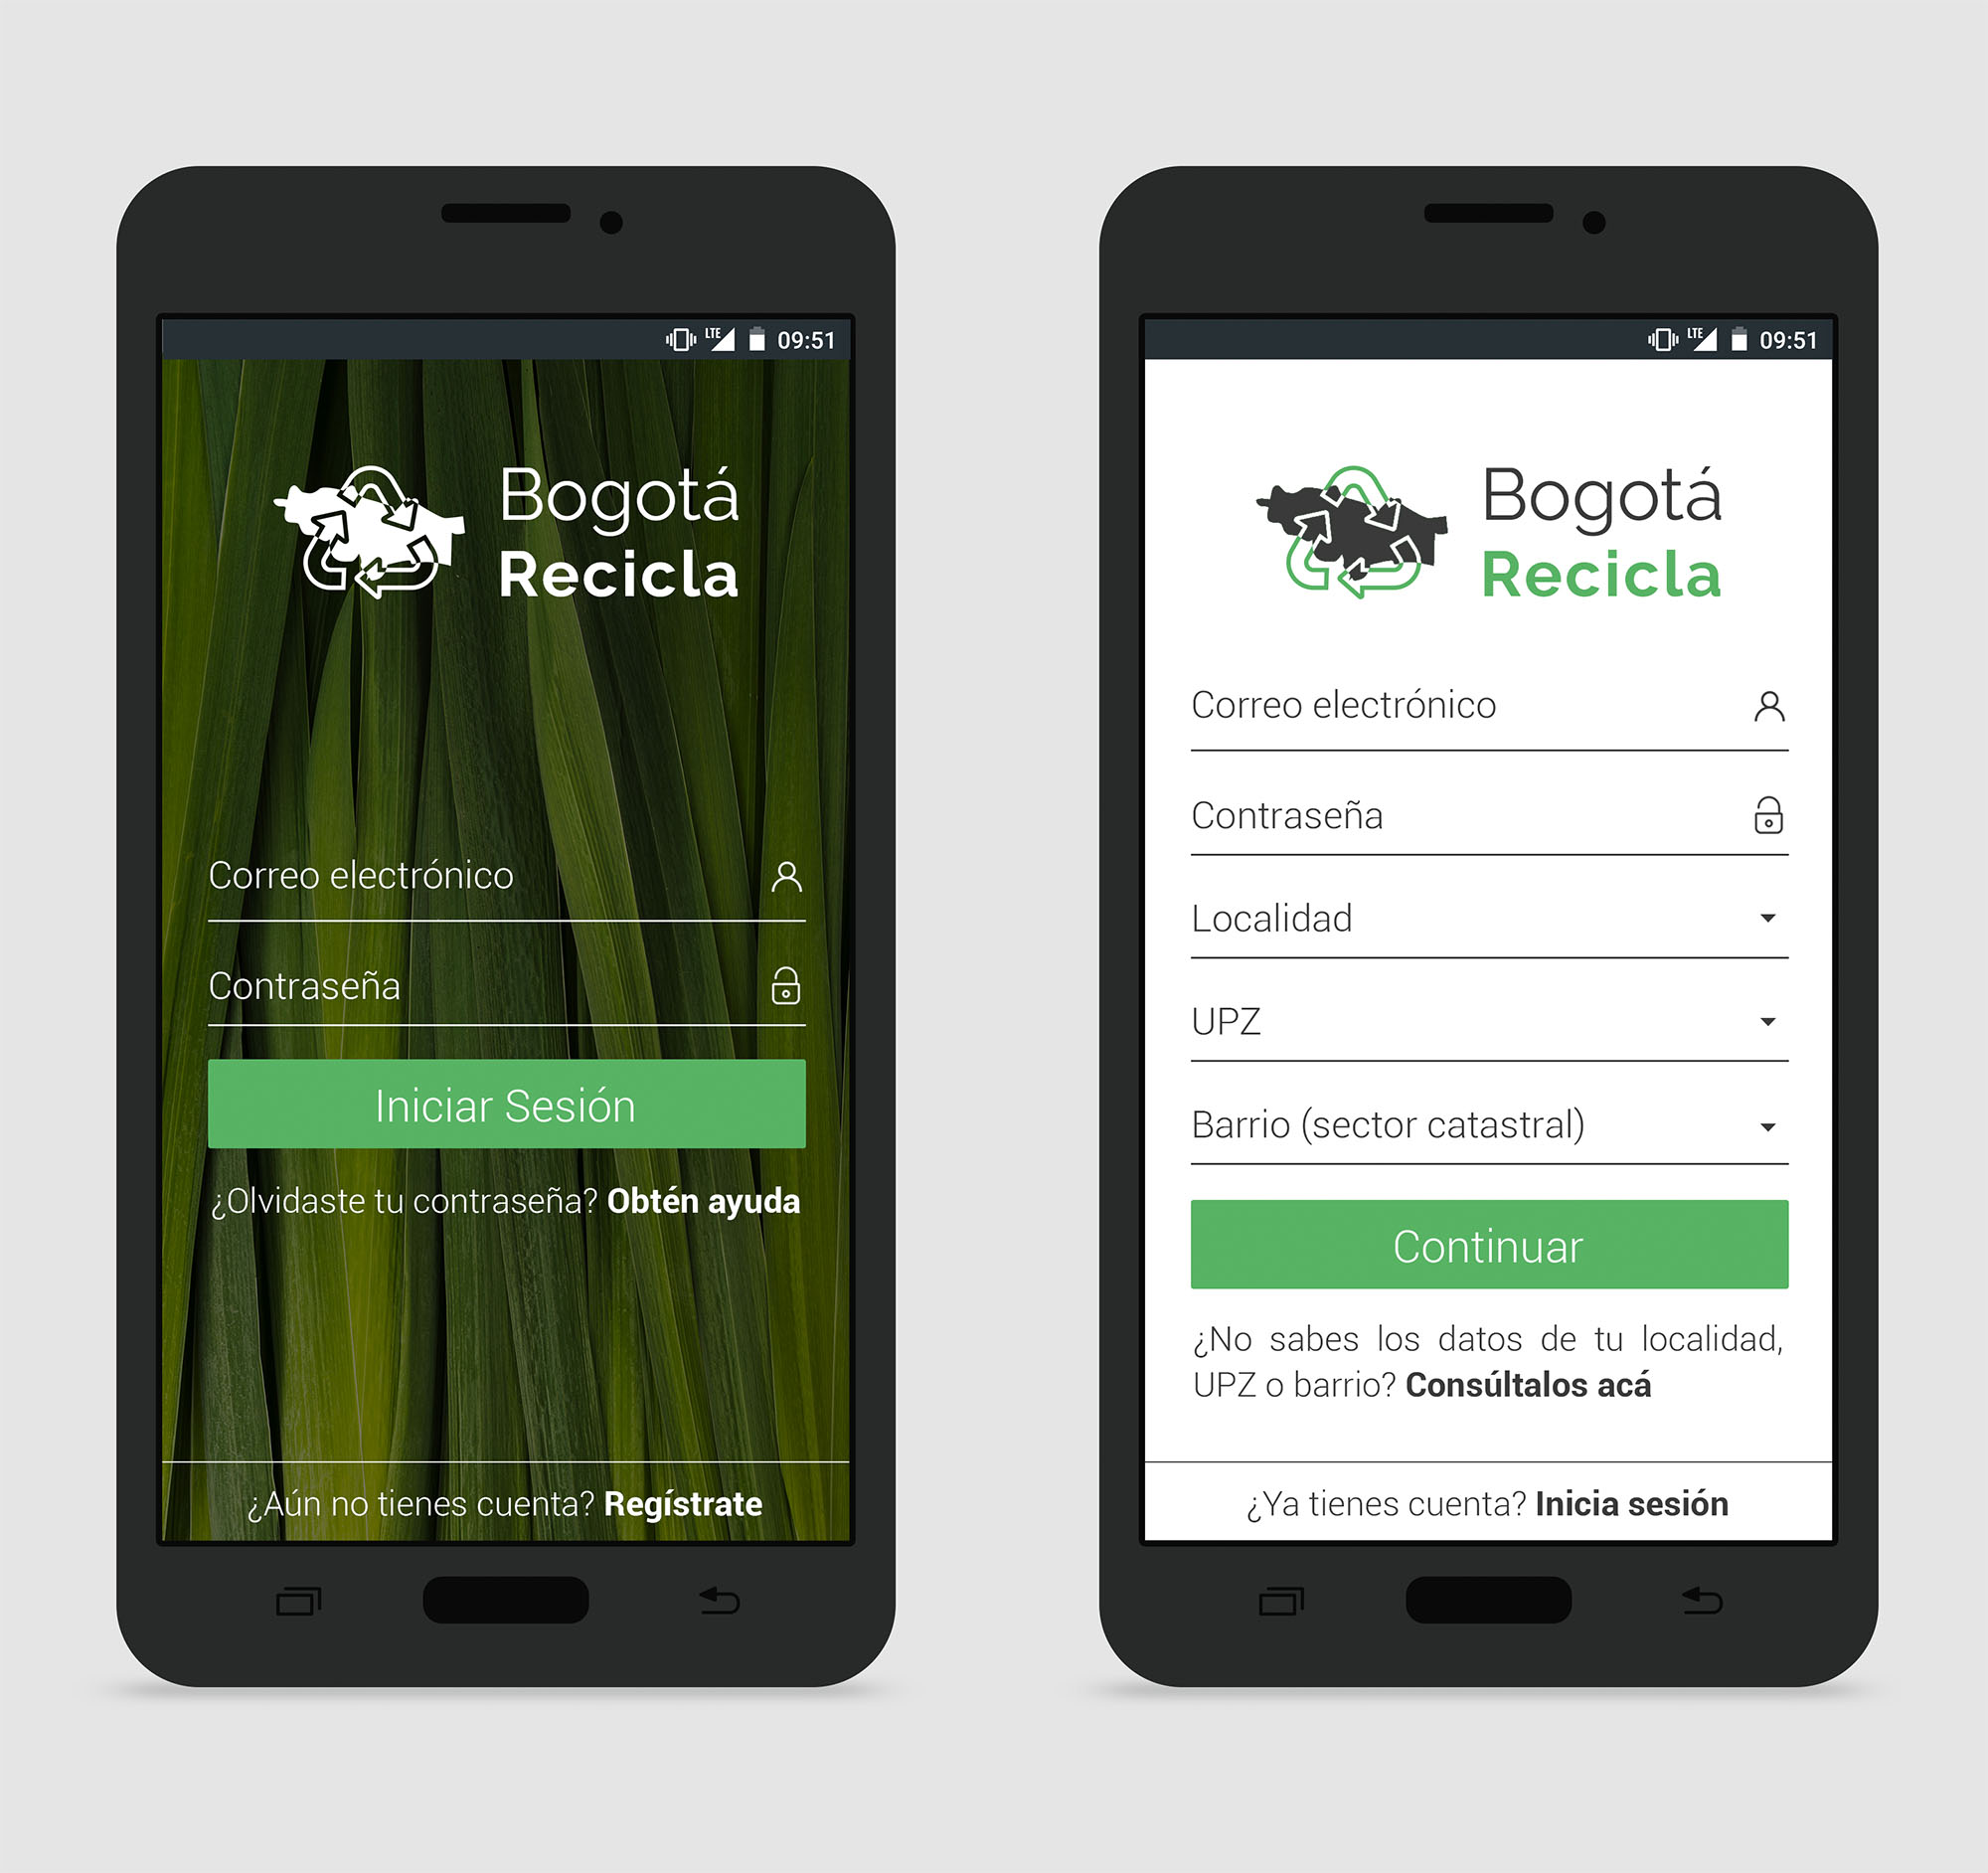 LTE 09:51
Bogotá
Recicla
Correo electrónico
Contraseña
Iniciar Sesión
¿Olvidaste tu contraseña? Obtén ayuda
¿Aún no tienes cuenta? Regístrate
LTE 09:51
Bogotá
Recicla
Correo electrónico
Contraseña
Localidad
UPZ
Barrio (sector catastral)
Continuar
¿No sabes los datos de tu localidad,
UPZ o barrio? Consúltalos acá
¿Ya tienes cuenta? Inicia sesión